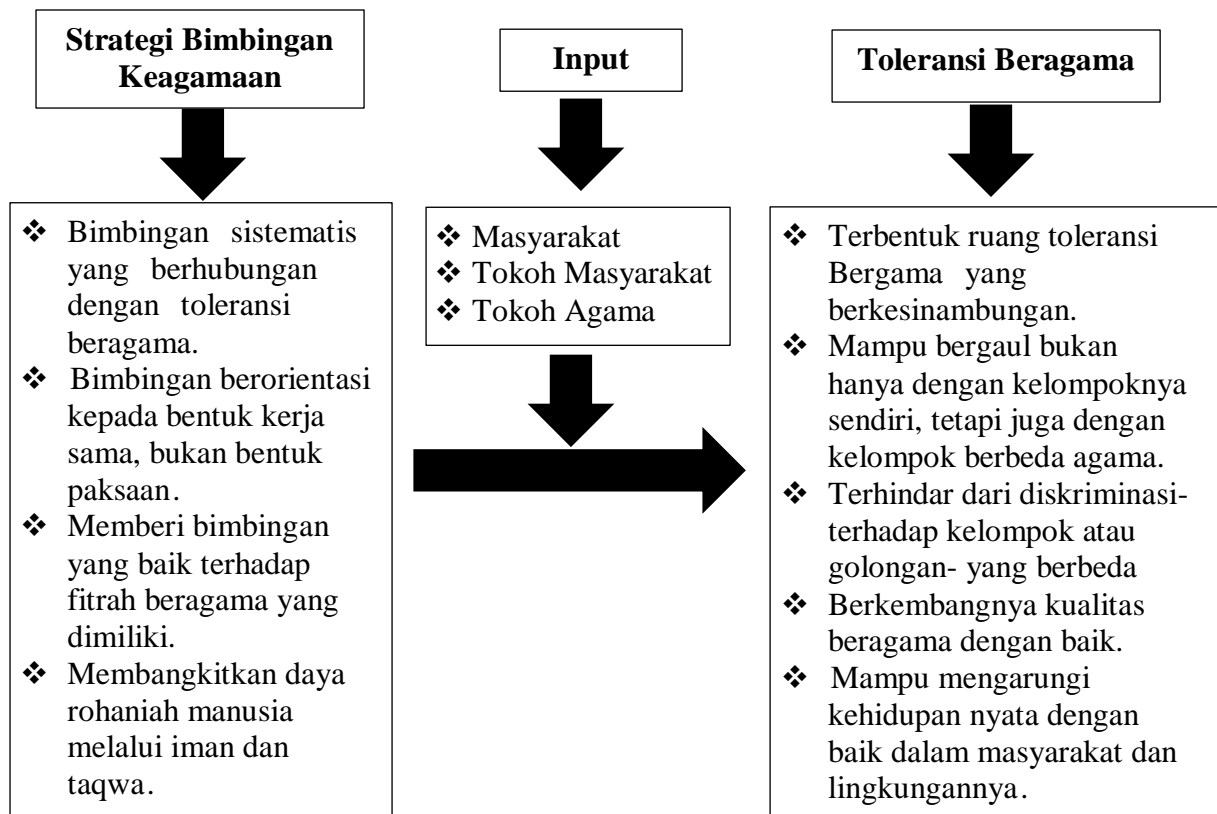 Strategi Bimbingan
Keagamaan
❖ Bimbingan sistematis
yang berhubungan
dengan toleransi
beragama.
❖ Bimbingan berorientasi
kepada bentuk kerja
sama, bukan bentuk
paksaan.
❖ Memberi bimbingan
yang baik terhadap
fitrah beragama yang
dimiliki.
❖ Membangkitkan daya
rohaniah manusia
melalui iman dan
taqwa.
Input
❖ Masyarakat
❖ Tokoh Masyarakat
❖ Tokoh Agama
Toleransi Beragama
❖ Terbentuk ruang toleransi
Bergama yang
berkesinambungan.
❖ Mampu bergaul bukan
hanya dengan kelompoknya
sendiri, tetapi juga dengan
kelompok berbeda agama.
❖ Terhindar dari diskriminasi-
terhadap kelompok atau
golongan- yang berbeda
❖ Berkembangnya kualitas
beragama dengan baik.
❖ Mampu mengarungi
kehidupan nyata dengan
baik dalam masyarakat dan
lingkungannya.